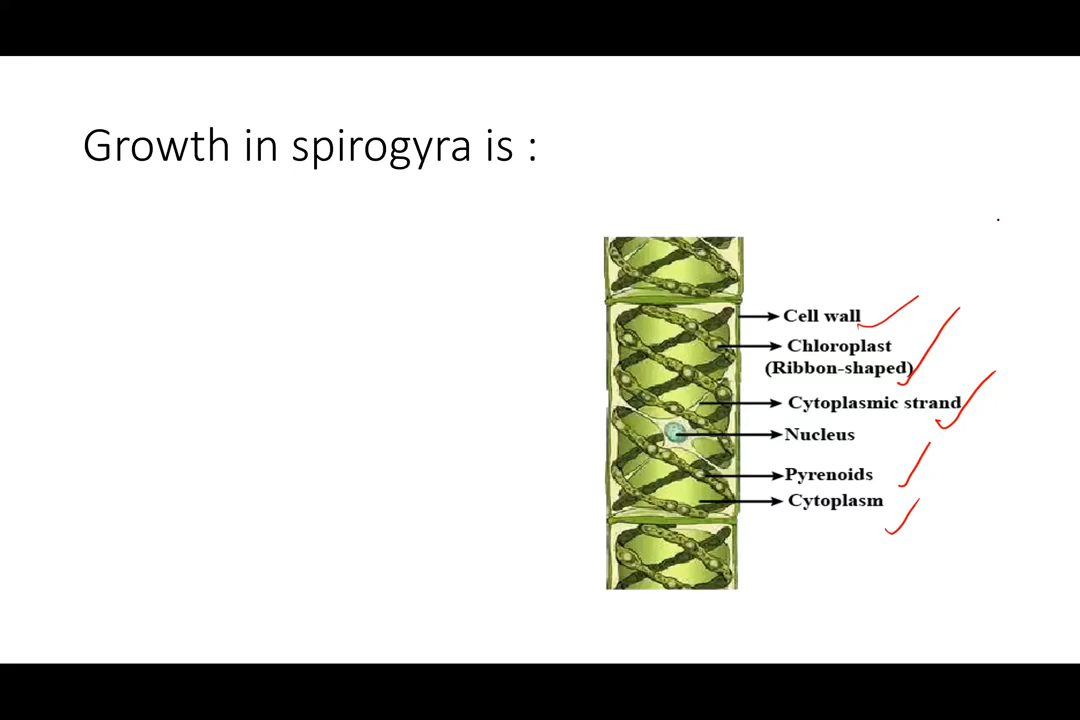 Growth in spirogyra is :
Cell wall
Chloroplast
(Ribbon-shaped)
Cytoplasmic strand
Nucleus
Pyrenoids
Cytoplasm